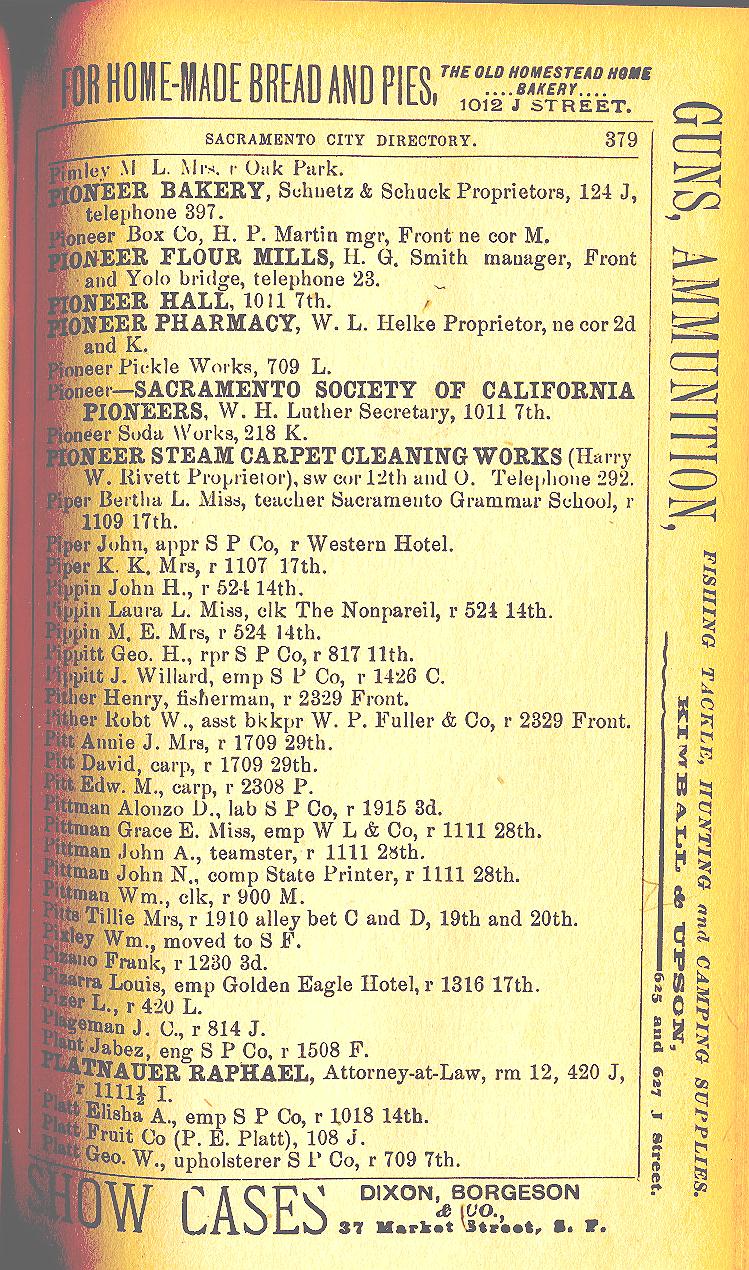 FOR HOME-MADE BREAD AND PIES, THE OLD HOMESTEAD HOME
....BAKERY....
1012 J STREET.
SACRAMENTO CITY DIRECTORY. 379
Pimley M L. Mrs. r Oak Park.
PIONEER BAKERY, Schuetz & Schuck Proprietors, 124 J,
telephone 397.
Pioneer Box Co, H. P. Martin mgr, Front ne cor M.
PIONEER FLOUR MILLS, H. G. Smith manager, Front
and Yolo bridge, telephone 23.
PIONEER HALL, 1011 7th.
PIONEER PHARMACY, W. L. Helke Proprietor, ne cor 2d
and K.
Pioneer Pickle Works, 709 L.
Pioneer—SACRAMENTO SOCIETY OF CALIFORNIA
PIONEERS, W. H. Luther Secretary, 1011 7th.
Pioneer Soda Works, 218 K.
PIONEER STEAM CARPET CLEANING WORKS (Harry
W. Rivett Proprietor), sw cor 12th and O. Telephone 292.
Piper Bertha L. Miss, teacher Sacramento Grammar School, r
1109 17th.
Piper John, appr S P Co, r Western Hotel.
Piper K. K. Mrs, r 1107 17th.
Pippin John H., r 524 14th.
Pippin Laura L. Miss, clk The Nonpareil, r 524 14th.
Pippin M. E. Mrs, r 524 14th.
Pippitt Geo. H., rpr S P Co, r 817 11th.
Pippitt J. Willard, emp S P Co, r 1426 C.
Pither Henry, fisherman, r 2329 Front.
Pither Robt W., asst bkkpr W. P. Fuller & Co, r 2329 Front.
Pitt Annie J. Mrs, r 1709 29th.
Pitt David, carp, r 1709 29th.
Pitt Edw. M., carp, r 2308 P.
Pittman Alonzo D., lab S P Co, r 1915 3d.
Pittman Grace E. Miss, emp W L & Co, r 1111 28th.
Pittman John A., teamster, r 1111 28th.
Pittman John N., comp State Printer, r 1111 28th.
Pittman Wm., clk, r 900 M.
Pitts Tillie Mrs, r 1910 alley bet C and D, 19th and 20th.
Pixley Wm., moved to S F.
Pizano Frank, r 1230 3d.
Pizarra Louis, emp Golden Eagle Hotel, r 1316 17th.
Pizer L., r 420 L.
Plageman J. C., r 814 J.
Plant Jabez, eng S P Co, r 1508 F.
PLATNAUER RAPHAEL, Attorney-at-Law, rm 12, 420 J,
r 1111½ I.
Platt Elisha A., emp S P Co, r 1018 14th.
Platt Fruit Co (P. E. Platt), 108 J.
Platt Geo. W., upholsterer S P Co, r 709 7th.
SHOW CASES DIXON, BORGESON
& CO.,
37 Market Street, S. F.
GUNS, AMMUNITION,
FISHING TACKLE, HUNTING and CAMPING SUPPLIES.
KIMBALL & UPSON,
625 and 627 J Street.